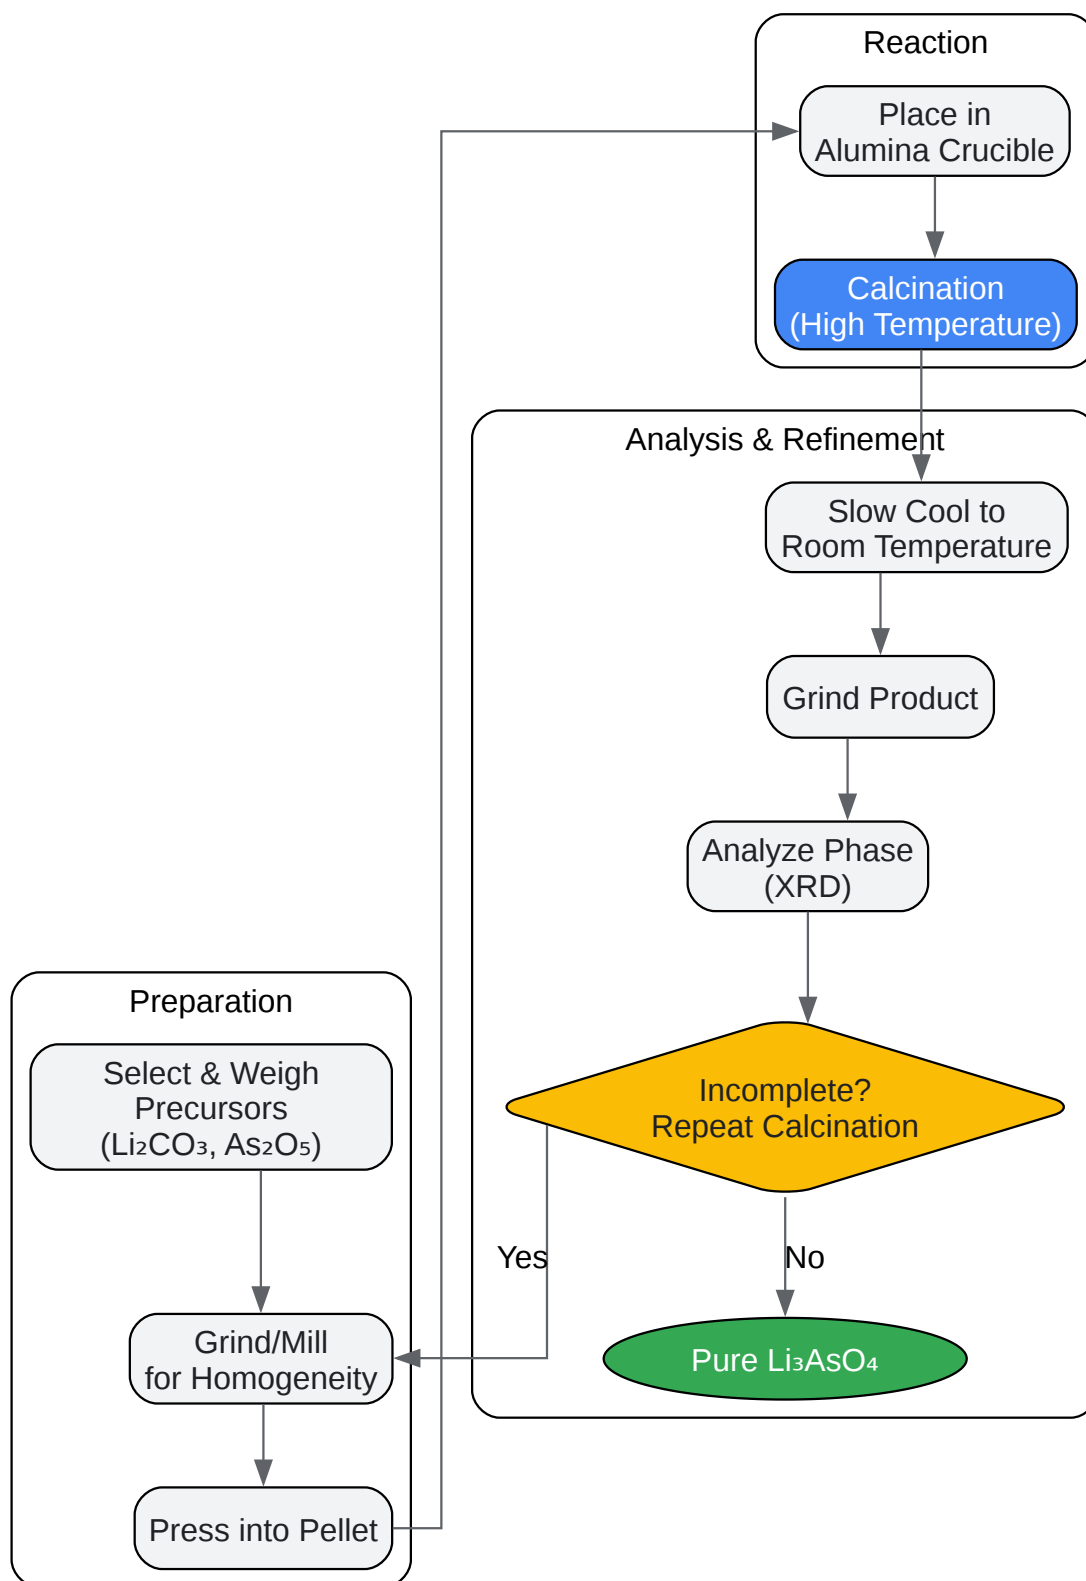 Reaction
Place in
Alumina Crucible
Calcination
(High Temperature)
Analysis & Refinement
Slow Cool to
Room Temperature
Grind Product
Analyze Phase
(XRD)
Incomplete?
Repeat Calcination
Yes
No
Pure Li₃AsO₄
Preparation
Select & Weigh
Precursors
(Li₂CO₃, As₂O₅)
Grind/Mill
for Homogeneity
Press into Pellet